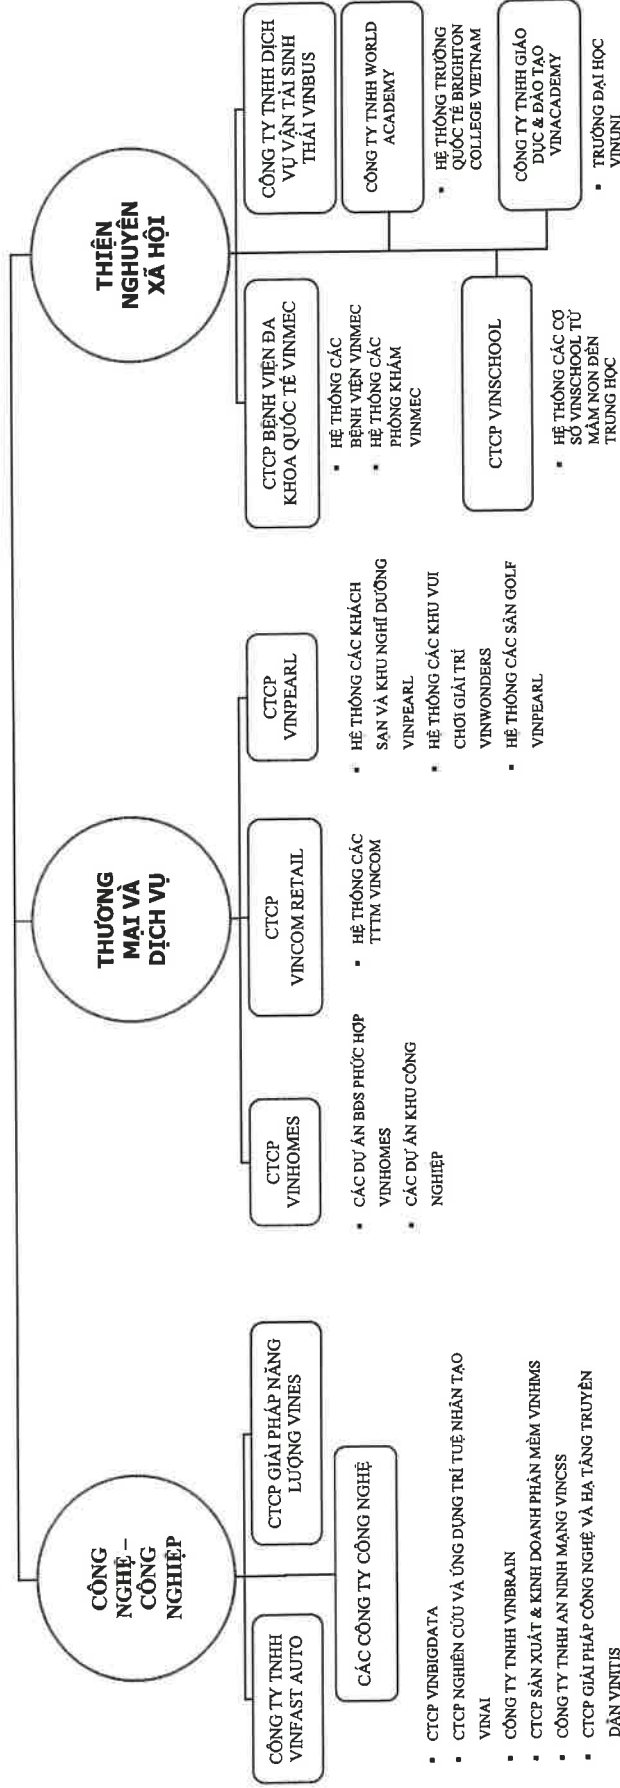 CÔNG
NGHỆ –
CÔNG
NGHIỆP
CÔNG TY TNHH
VINFAST AUTO
CTCP GIẢI PHÁP NĂNG
LƯỢNG VINES
CÁC CÔNG TY CÔNG NGHỆ
▪ CTCP VINBIGDATA
▪ CTCP NGHIÊN CỨU VÀ ỨNG DỤNG TRÍ TUỆ NHÂN TẠO
VINAI
▪ CÔNG TY TNHH VINBRAIN
▪ CTCP SẢN XUẤT & KINH DOANH PHẦN MỀM VINHMS
▪ CÔNG TY TNHH AN NINH MẠNG VINCSS
▪ CTCP GIẢI PHÁP CÔNG NGHỆ VÀ HẠ TẦNG TRUYỀN
DẪN VINITIS
THƯƠNG
MẠI VÀ
DỊCH VỤ
CTCP
VINHOMES
▪ CÁC DỰ ÁN BĐS PHỨC HỢP
VINHOMES
▪ CÁC DỰ ÁN KHU CÔNG
NGHIỆP
CTCP
VINCOM RETAIL
▪ HỆ THỐNG CÁC
TTTM VINCOM
CTCP
VINPEARL
▪ HỆ THỐNG CÁC KHÁCH
SẠN VÀ KHU NGHỈ DƯỠNG
VINPEARL
▪ HỆ THỐNG CÁC KHU VUI
CHƠI GIẢI TRÍ
VINWONDERS
▪ HỆ THỐNG CÁC SÂN GOLF
VINPEARL
THIỆN
NGHUYỆN
XÃ HỘI
CTCP BỆNH VIỆN ĐA
KHOA QUỐC TẾ VINMEC
▪ HỆ THỐNG CÁC
BỆNH VIỆN VINMEC
▪ HỆ THỐNG CÁC
PHÒNG KHÁM
VINMEC
CÔNG TY TNHH DỊCH
VỤ VẬN TẢI SINH
THÁI VINBUS
CÔNG TY TNHH WORLD
ACADEMY
▪ HỆ THỐNG TRƯỜNG
QUỐC TẾ BRIGHTON
COLLEGE VIETNAM
CTCP VINSCHOOL
▪ HỆ THỐNG CÁC CƠ
SỞ VINSCHOOL TỪ
MẦM NON ĐẾN
TRUNG HỌC
CÔNG TY TNHH GIÁO
DỤC & ĐÀO TẠO
VINACADEMY
▪ TRƯỜNG ĐẠI HỌC
VINUNI